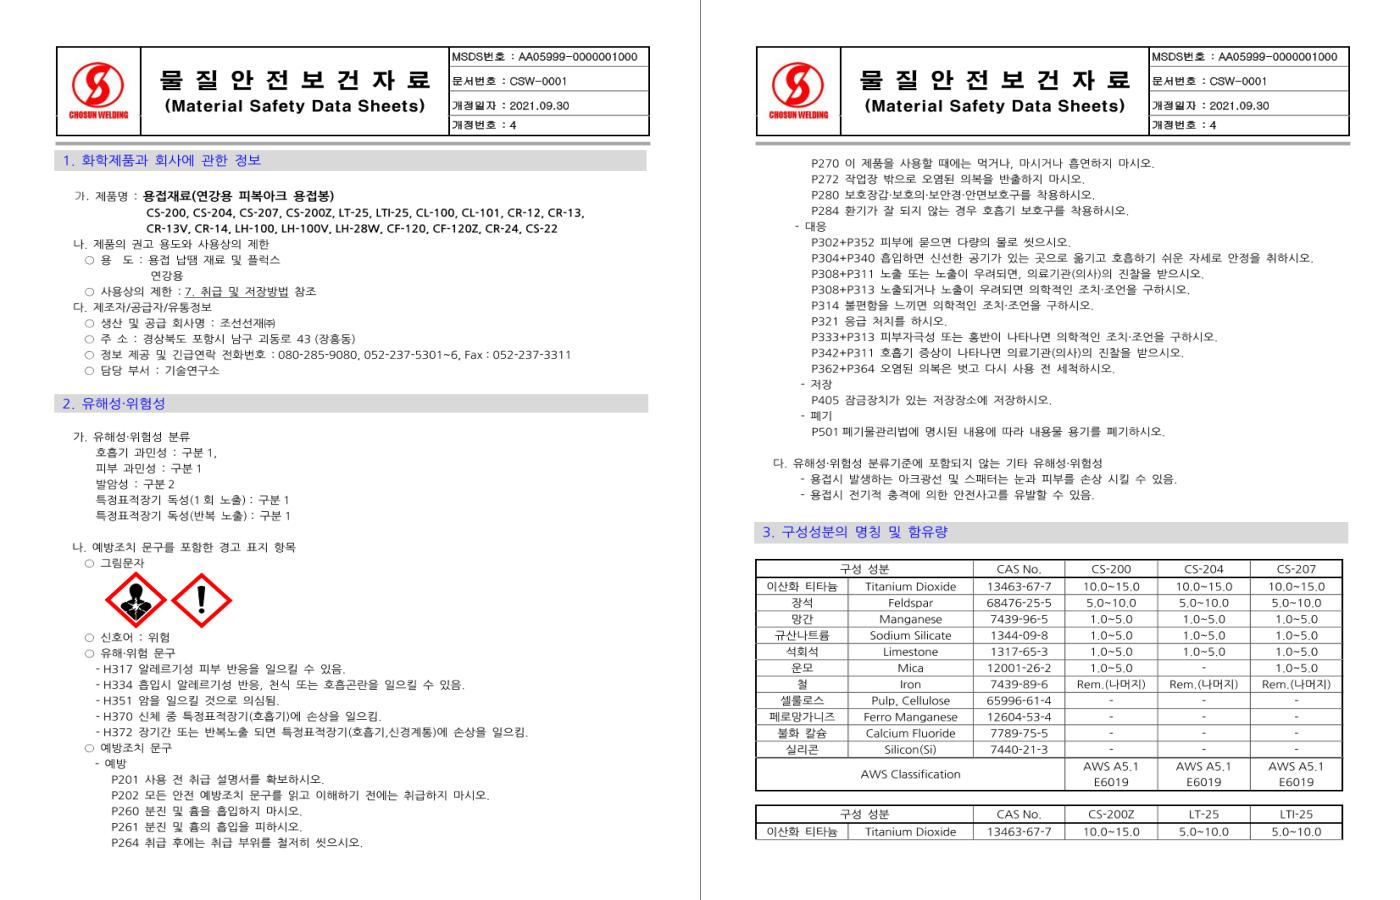 CHOSUN WELDING
물 질 안 전 보 건 자 료
(Material Safety Data Sheets)
MSDS번호 : AA05999-0000001000
문서번호 : CSW-0001
개정일자 : 2021.09.30
개정번호 : 4
1. 화학제품과 회사에 관한 정보
가. 제품명 : 용접재료(연강용 피복아크 용접봉)
CS-200, CS-204, CS-207, CS-200Z, LT-25, LTI-25, CL-100, CL-101, CR-12, CR-13,
CR-13V, CR-14, LH-100, LH-100V, LH-28W, CF-120, CF-120Z, CR-24, CS-22
나. 제품의 권고 용도와 사용상의 제한
○ 용 도 : 용접 납땜 재료 및 플럭스
연강용
○ 사용상의 제한 : 7. 취급 및 저장방법 참조
다. 제조자/공급자/유통정보
○ 생산 및 공급 회사명 : 조선선재㈜
○ 주 소 : 경상북도 포항시 남구 괴동로 43 (장흥동)
○ 정보 제공 및 긴급연락 전화번호 : 080-285-9080, 052-237-5301~6, Fax : 052-237-3311
○ 담당 부서 : 기술연구소
2. 유해성·위험성
가. 유해성·위험성 분류
호흡기 과민성 : 구분 1,
피부 과민성 : 구분 1
발암성 : 구분 2
특정표적장기 독성(1 회 노출) : 구분 1
특정표적장기 독성(반복 노출) : 구분 1
나. 예방조치 문구를 포함한 경고 표지 항목
○ 그림문자
○ 신호어 : 위험
○ 유해·위험 문구
- H317 알레르기성 피부 반응을 일으킬 수 있음.
- H334 흡입시 알레르기성 반응, 천식 또는 호흡곤란을 일으킬 수 있음.
- H351 암을 일으킬 것으로 의심됨.
- H370 신체 중 특정표적장기(호흡기)에 손상을 일으킴.
- H372 장기간 또는 반복노출 되면 특정표적장기(호흡기,신경계통)에 손상을 일으킴.
○ 예방조치 문구
- 예방
P201 사용 전 취급 설명서를 확보하시오.
P202 모든 안전 예방조치 문구를 읽고 이해하기 전에는 취급하지 마시오.
P260 분진 및 흄을 흡입하지 마시오.
P261 분진 및 흄의 흡입을 피하시오.
P264 취급 후에는 취급 부위를 철저히 씻으시오.
CHOSUN WELDING
물 질 안 전 보 건 자 료
(Material Safety Data Sheets)
MSDS번호 : AA05999-0000001000
문서번호 : CSW-0001
개정일자 : 2021.09.30
개정번호 : 4
P270 이 제품을 사용할 때에는 먹거나, 마시거나 흡연하지 마시오.
P272 작업장 밖으로 오염된 의복을 반출하지 마시오.
P280 보호장갑·보호의·보안경·안면보호구를 착용하시오.
P284 환기가 잘 되지 않는 경우 호흡기 보호구를 착용하시오.
- 대응
P302+P352 피부에 묻으면 다량의 물로 씻으시오.
P304+P340 흡입하면 신선한 공기가 있는 곳으로 옮기고 호흡하기 쉬운 자세로 안정을 취하시오.
P308+P311 노출 또는 노출이 우려되면, 의료기관(의사)의 진찰을 받으시오.
P308+P313 노출되거나 노출이 우려되면 의학적인 조치·조언을 구하시오.
P314 불편함을 느끼면 의학적인 조치·조언을 구하시오.
P321 응급 처치를 하시오.
P333+P313 피부자극성 또는 홍반이 나타나면 의학적인 조치·조언을 구하시오.
P342+P311 호흡기 증상이 나타나면 의료기관(의사)의 진찰을 받으시오.
P362+P364 오염된 의복은 벗고 다시 사용 전 세척하시오.
- 저장
P405 잠금장치가 있는 저장장소에 저장하시오.
- 폐기
P501 폐기물관리법에 명시된 내용에 따라 내용물 용기를 폐기하시오.
다. 유해성·위험성 분류기준에 포함되지 않는 기타 유해성·위험성
- 용접시 발생하는 아크광선 및 스패터는 눈과 피부를 손상 시킬 수 있음.
- 용접시 전기적 충격에 의한 안전사고를 유발할 수 있음.
3. 구성성분의 명칭 및 함유량
구성 성분 CAS No. CS-200 CS-204 CS-207
이산화 티타늄 Titanium Dioxide 13463-67-7 10.0~15.0 10.0~15.0 10.0~15.0
장석 Feldspar 68476-25-5 5.0~10.0 5.0~10.0 5.0~10.0
망간 Manganese 7439-96-5 1.0~5.0 1.0~5.0 1.0~5.0
규산나트륨 Sodium Silicate 1344-09-8 1.0~5.0 1.0~5.0 1.0~5.0
석회석 Limestone 1317-65-3 1.0~5.0 1.0~5.0 1.0~5.0
운모 Mica 12001-26-2 1.0~5.0 - 1.0~5.0
철 Iron 7439-89-6 Rem.(나머지) Rem.(나머지) Rem.(나머지)
셀룰로스 Pulp, Cellulose 65996-61-4 - - -
페로망가니즈 Ferro Manganese 12604-53-4 - - -
불화 칼슘 Calcium Fluoride 7789-75-5 - - -
실리콘 Silicon(Si) 7440-21-3 - - -
AWS Classification AWS A5.1 AWS A5.1 AWS A5.1
E6019 E6019 E6019
구성 성분 CAS No. CS-200Z LT-25 LTI-25
이산화 티타늄 Titanium Dioxide 13463-67-7 10.0~15.0 5.0~10.0 5.0~10.0